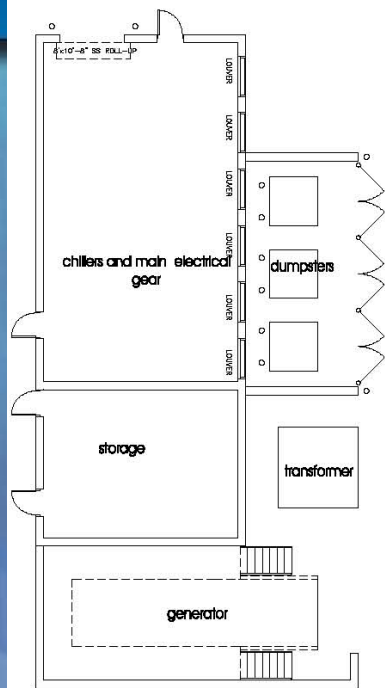 8'x10'-8" SS ROLL-UP
LOUVER
LOUVER
LOUVER
LOUVER
LOUVER
LOUVER
chillers and main electrical
gear
dumpsters
storage
transformer
generator